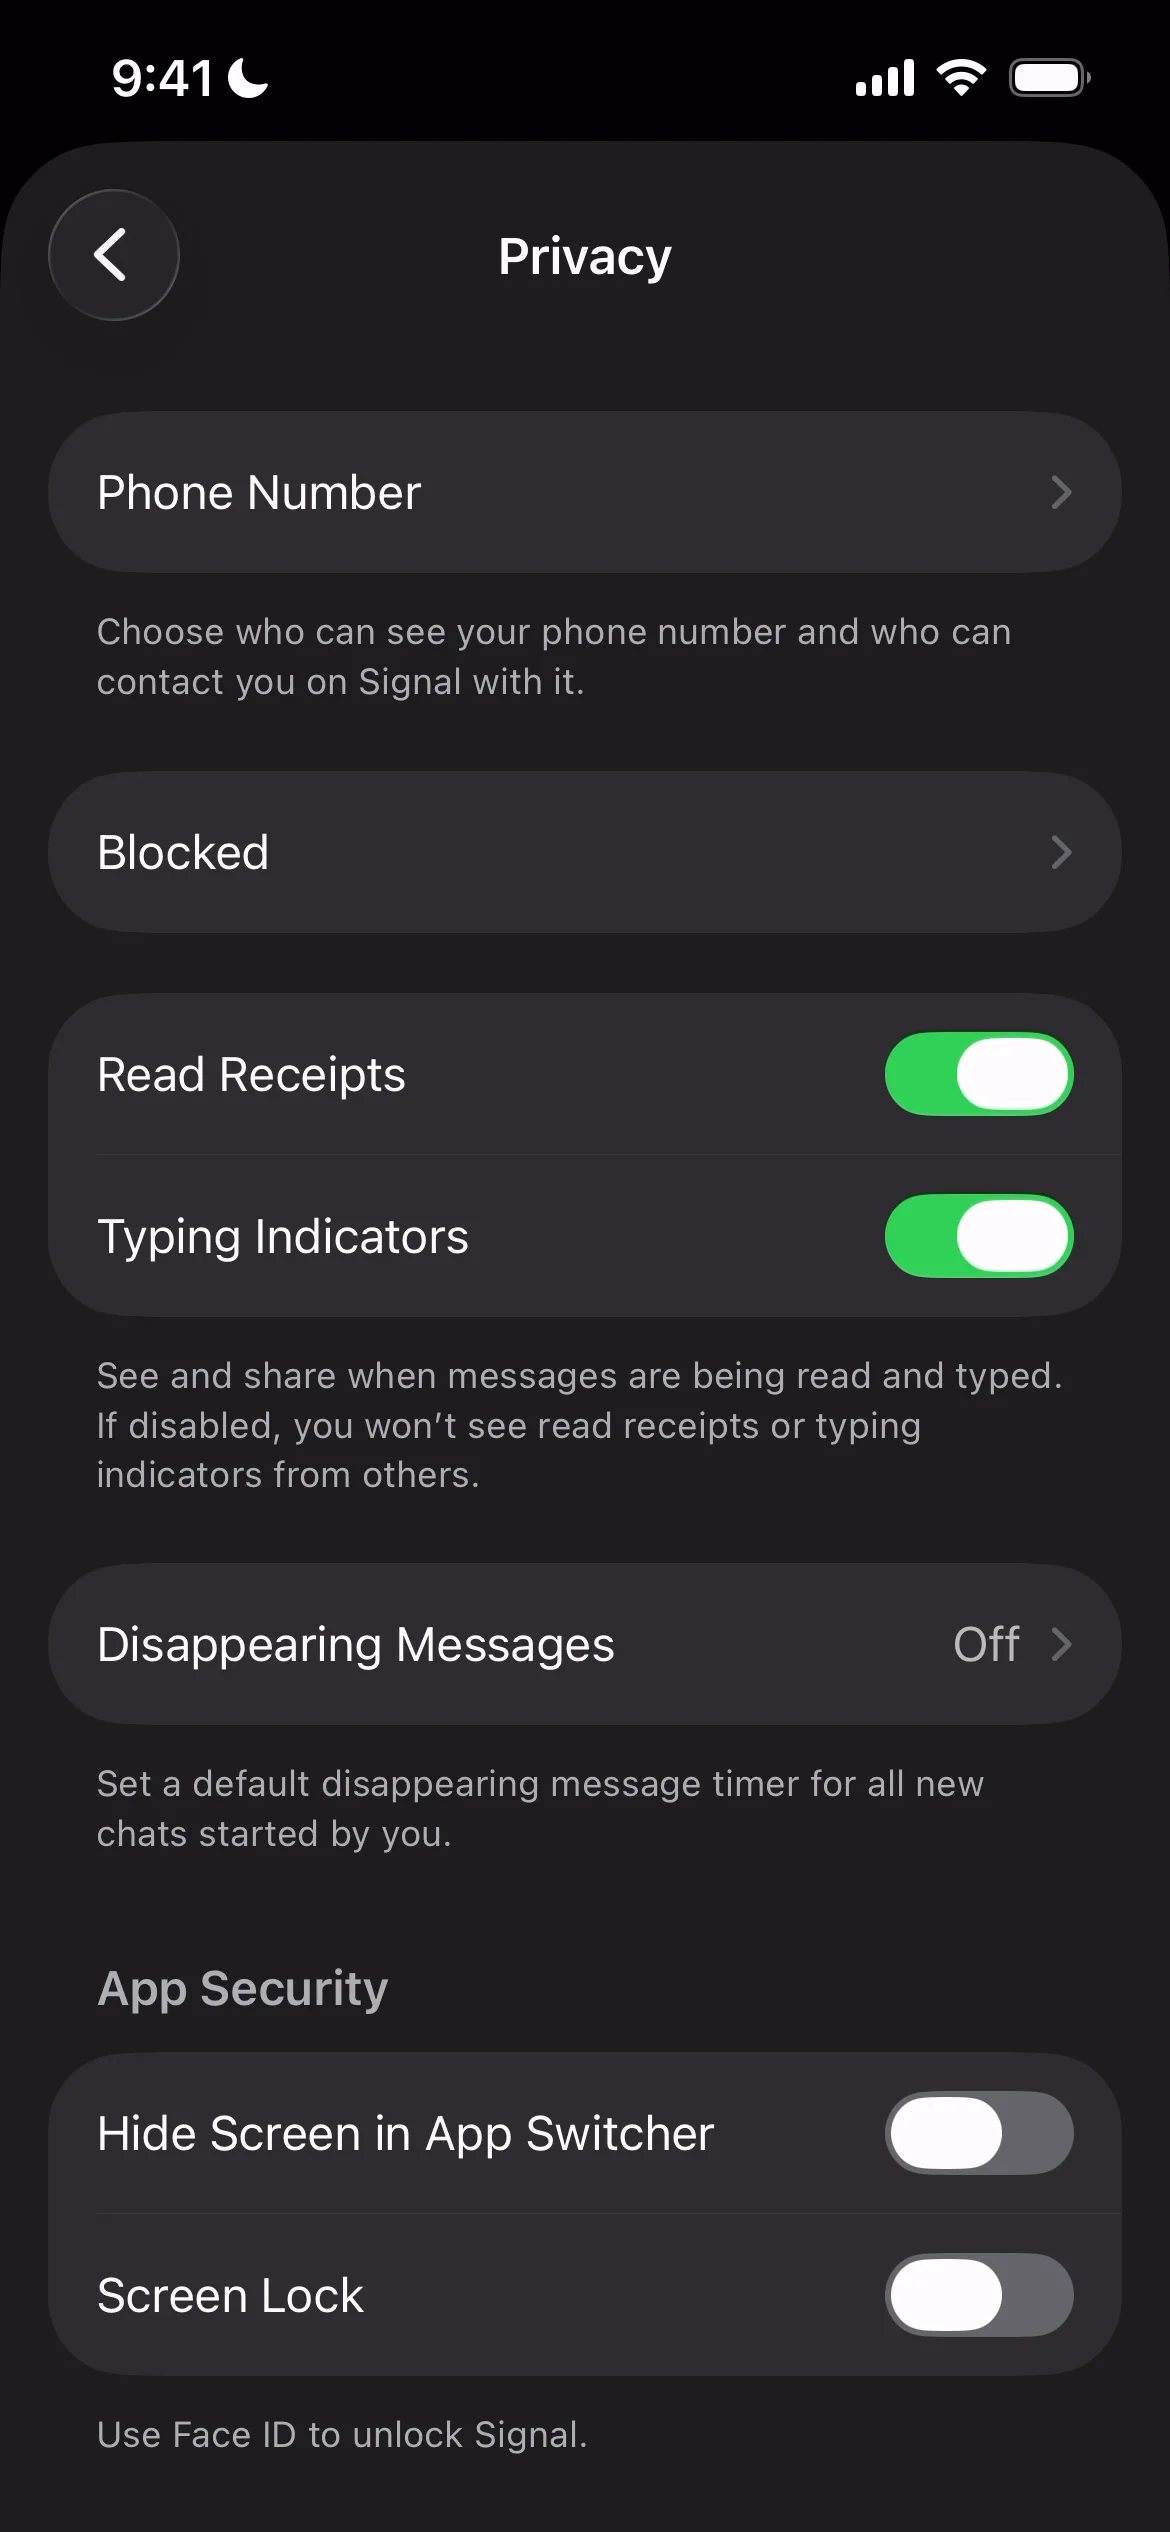 9:41
Privacy
Phone Number
Choose who can see your phone number and who can
contact you on Signal with it.
Blocked
Read Receipts
Typing Indicators
See and share when messages are being read and typed.
If disabled, you won’t see read receipts or typing
indicators from others.
Disappearing Messages Off
Set a default disappearing message timer for all new
chats started by you.
App Security
Hide Screen in App Switcher
Screen Lock
Use Face ID to unlock Signal.